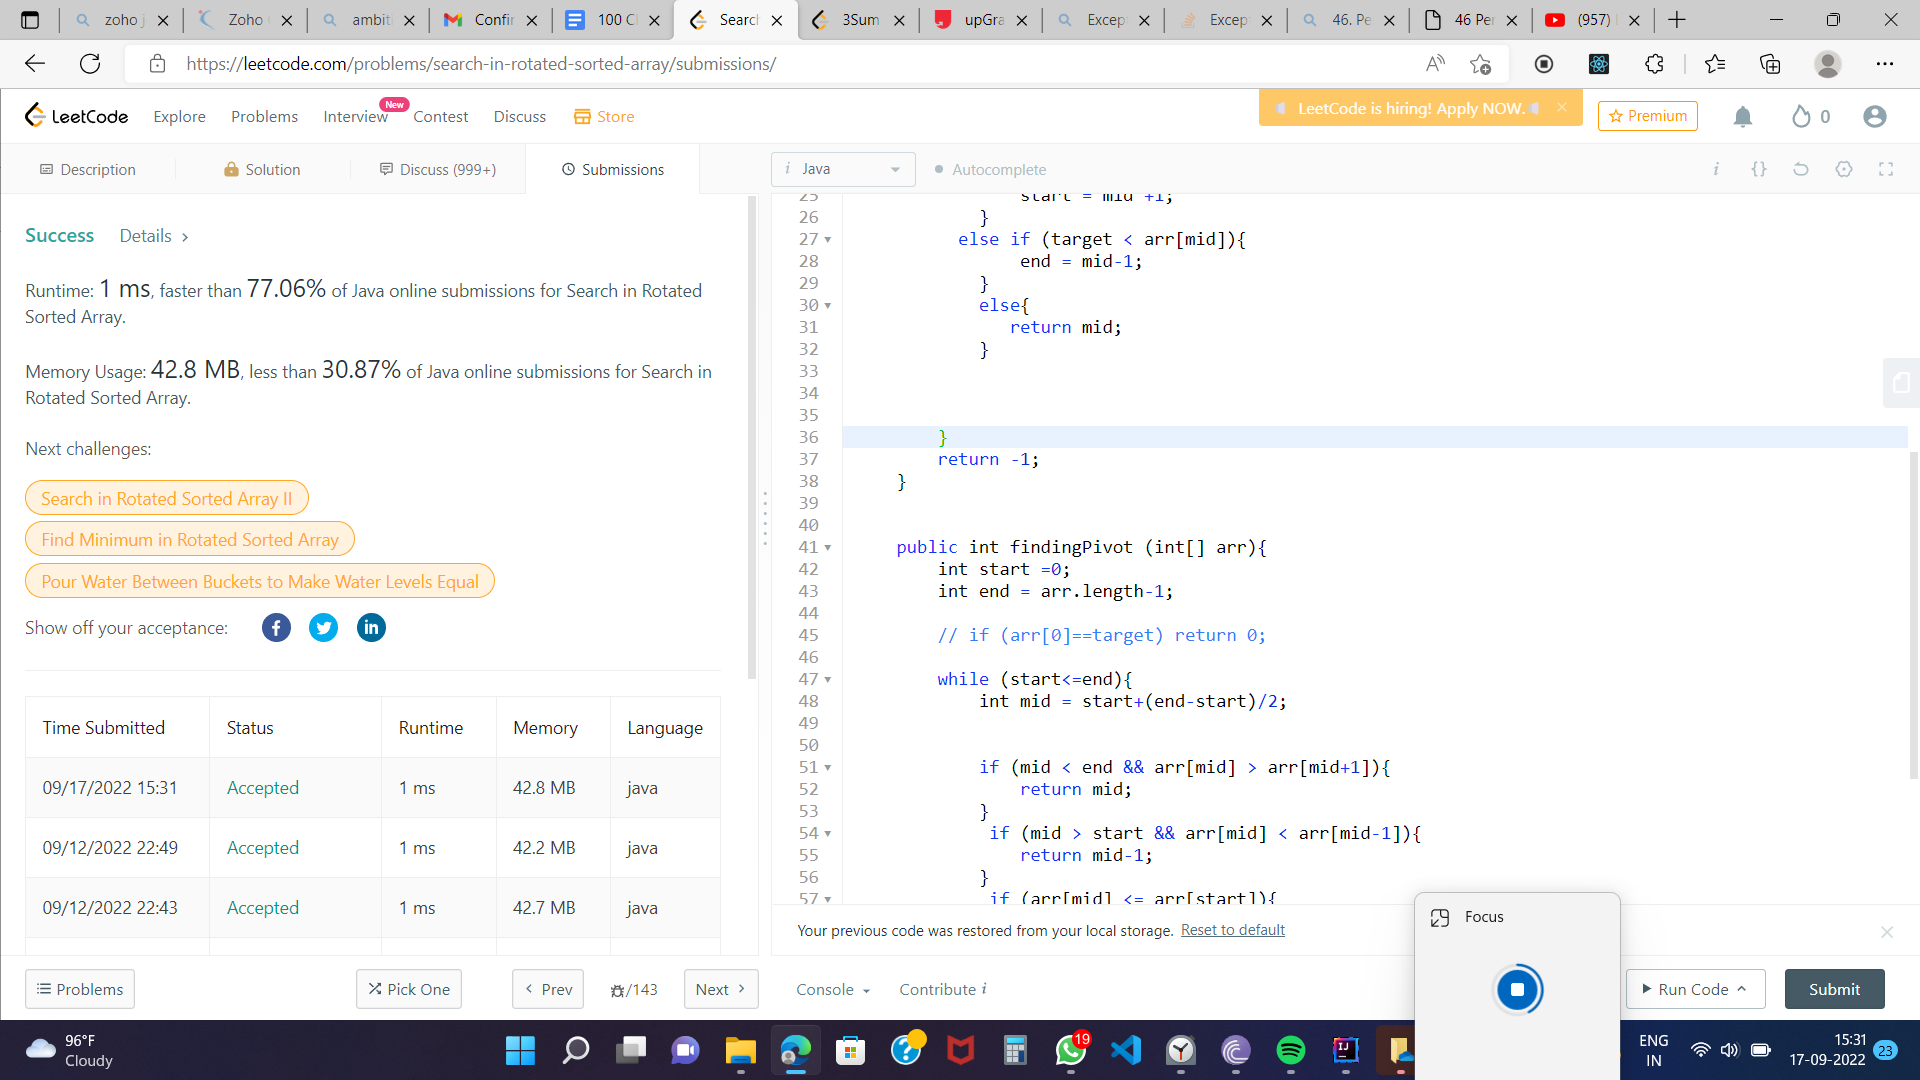 zoho j
Zoho
ambiti
Confir
100 C
Search
3Sum
upGra
Excep
Excep
46. Pe
46 Per
(957)
https://leetcode.com/problems/search-in-rotated-sorted-array/submissions/
LeetCode
Explore
Problems
Interview
New
Contest
Discuss
Store
LeetCode is hiring! Apply NOW.
Premium
0
Description
Solution
Discuss (999+)
Submissions
i Java
Autocomplete
Success
Details >
Runtime: 1 ms, faster than 77.06% of Java online submissions for Search in Rotated
Sorted Array.
Memory Usage: 42.8 MB, less than 30.87% of Java online submissions for Search in
Rotated Sorted Array.
Next challenges:
Search in Rotated Sorted Array II
Find Minimum in Rotated Sorted Array
Pour Water Between Buckets to Make Water Levels Equal
Show off your acceptance:
Time Submitted Status Runtime Memory Language
09/17/2022 15:31 Accepted 1 ms 42.8 MB java
09/12/2022 22:49 Accepted 1 ms 42.2 MB java
09/12/2022 22:43 Accepted 1 ms 42.7 MB java
25 start = mid +1;
26 }
27 else if (target < arr[mid]){
28 end = mid-1;
29 }
30 else{
31 return mid;
32 }
33
34
35
36 }
37 return -1;
38 }
39
40
41 public int findingPivot (int[] arr){
42 int start =0;
43 int end = arr.length-1;
44
45 // if (arr[0]==target) return 0;
46
47 while (start<=end){
48 int mid = start+(end-start)/2;
49
50
51 if (mid < end && arr[mid] > arr[mid+1]){
52 return mid;
53 }
54 if (mid > start && arr[mid] < arr[mid-1]){
55 return mid-1;
56 }
57 if (arr[mid] <= arr[start]){
Your previous code was restored from your local storage. Reset to default
Focus
Problems
Pick One
< Prev
/143
Next >
Console
Contribute i
Run Code
Submit
96°F
Cloudy
19
ENG
IN
15:31
17-09-2022
23